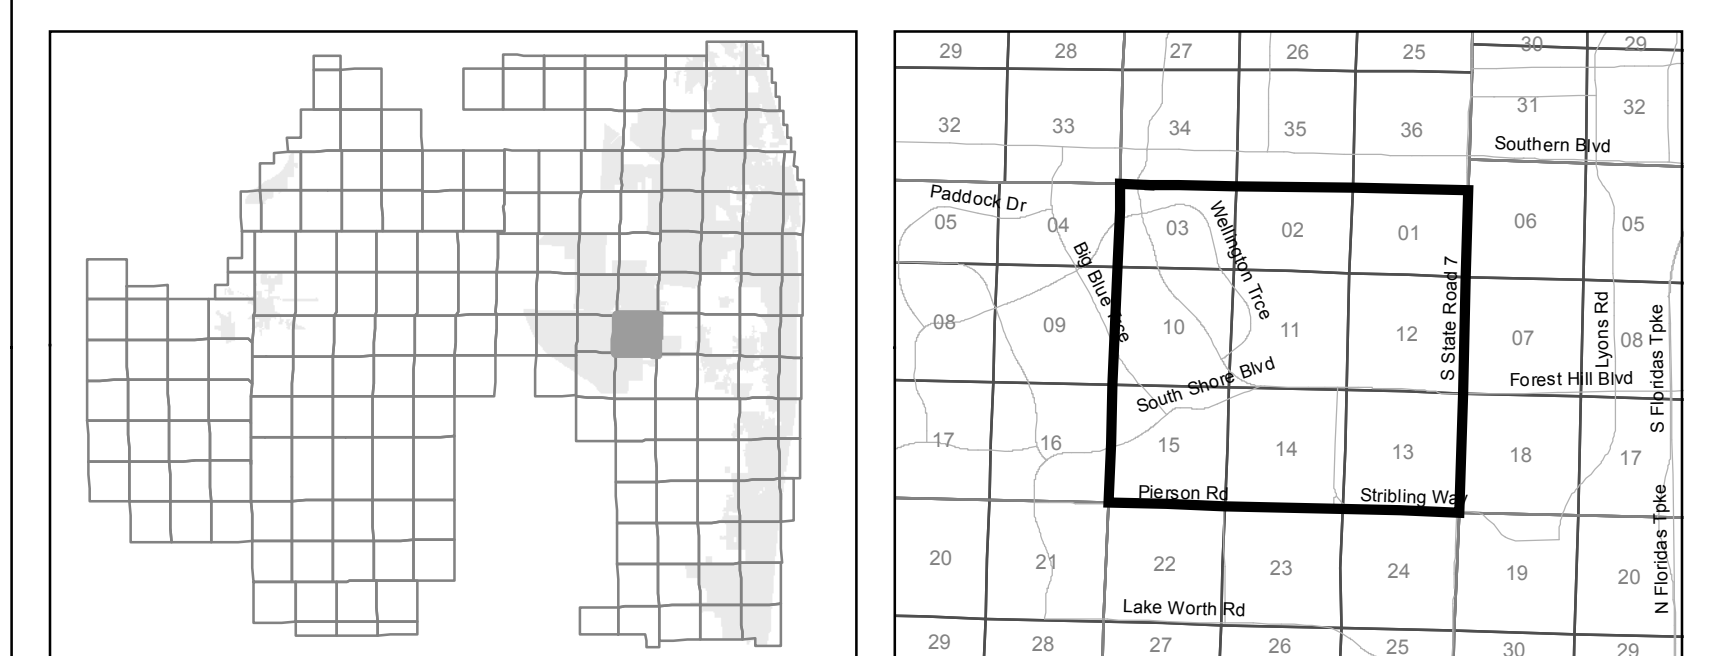 29 28 27 26 25 30 29
31 32
32 33 34 35 36
Southern Blvd
Paddock Dr
05 04 03 02 01 06 05
Wellington Trce
Big Blue Trce
S State Road 7
08 09 10 11 12 07 08
Lyons Rd
S Floridas Tpke
Forest Hill Blvd
South Shore Blvd
17 16 15 14 13 18 17
Pierson Rd
Stribling Way
N Floridas Tpke
20 21 22 23 24 19 20
Lake Worth Rd
29 28 27 26 25 30 29